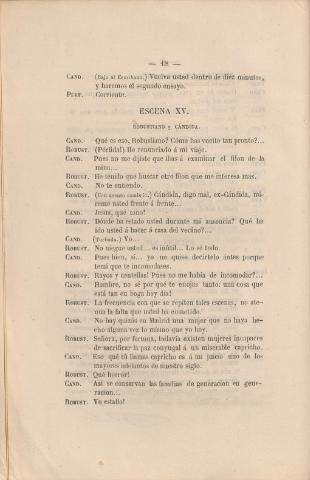 — 18 —
CAND. (Bajo al Escribano.) Vuelva usted dentro de diez minutos,
y haremos el segundo ensayo.
PERF. Corriente.
ESCENA XV.
ROBUSTIANO y CÁNDIDA.
CAND. Qué es eso, Robustiano? Cómo has vuelto tan pronto?...
ROBUST. (Pérfida!) He renunciado á mi viaje.
CAND. Pues no me dijiste que ibas á examinar el filon de la
mina...
ROBUST. He tenido que buscar otro filon que me interesa mas.
CAND. No te entiendo.
ROBUST. Cándida, digo mal, ex-Cándida, mí-
reme usted frente á frente...
CAND. Jesus, qué tono!
ROBUST. Dónde ha estado usted durante mi ausencia? Qué ha
ido usted á hacer á casa del vecino?...
CAND. (Turbada.) Yo...
ROBUST. No niegue usted... es inútil... Lo sé todo.
CAND. Pues bien, sí... yo no quise decírtelo ántes porque
temí que te incomodases.
ROBUST. Rayos y centellas! Pues no me habia de incomodar?...
CAND. Hombre, no sé por qué te enojas tanto: una cosa que
está tan en boga hoy dia!
ROBUST. La frecuencia con que se repiten tales escenas, no ate-
nua la falta que usted ha cometido.
CAND. No hay quizás en Madrid una mujer que no haya he-
cho alguna vez lo mismo que yo hoy.
ROBUST. Señora, por fortuna, todavía existen mujeres incapaces
de sacrificar la paz conyugal á un miserable capricho.
CAND. Ese que tú llamas capricho es á mi juicio uno de los
mayores adelantos de nuestro siglo.
ROBUST. Qué horror!
CAND. Así se conservan las familias de generacion en gene-
racion...
ROBUST. Yo estallo!